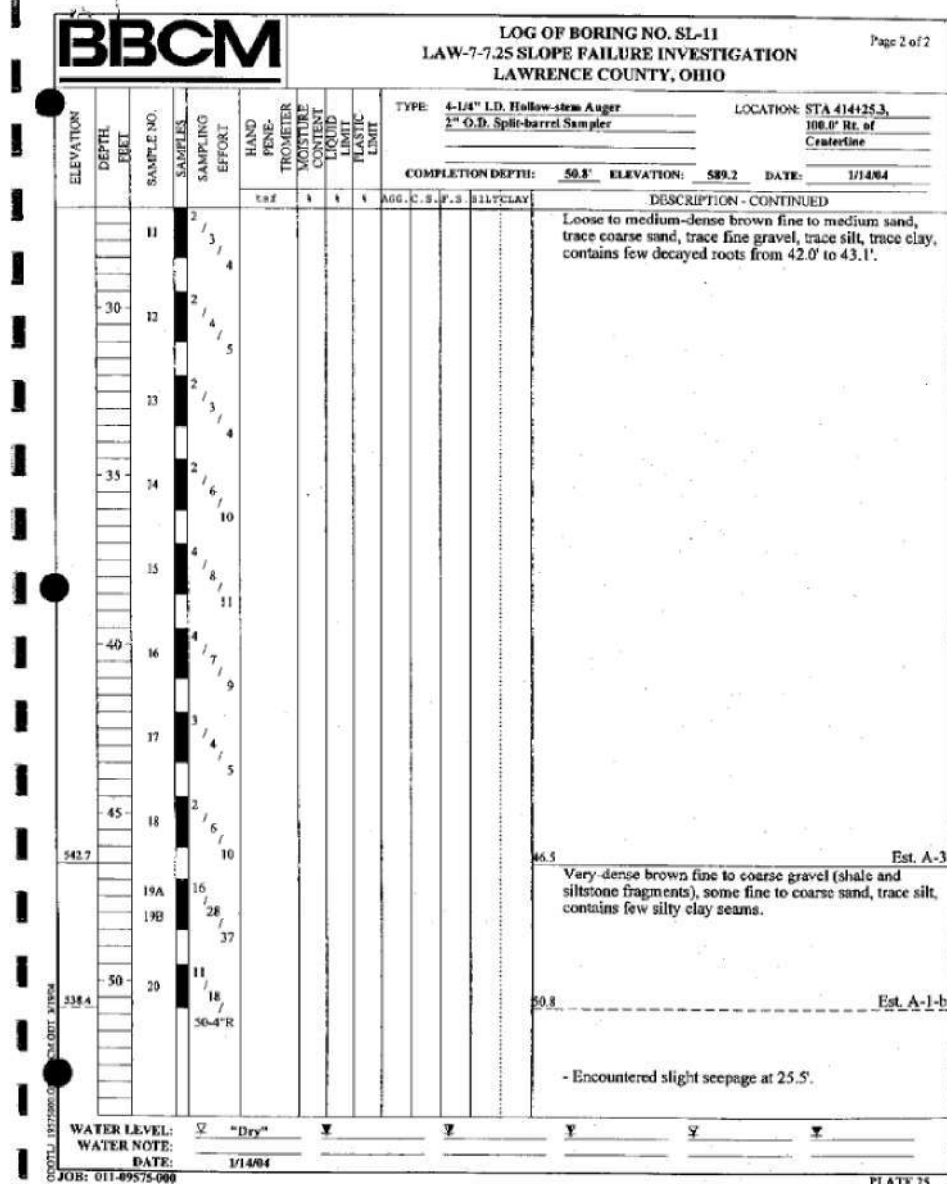 BBCM
LOG OF BORING NO. SL-11
LAW-7-7.25 SLOPE FAILURE INVESTIGATION
LAWRENCE COUNTY, OHIO
Page 2 of 2
ELEVATION
DEPTH, FEET
SAMPLE NO.
SAMPLES
SAMPLING EFFORT
HAND PENE-TROMETER
MOISTURE CONTENT
LIQUID LIMIT
PLASTIC LIMIT
TYPE: 4-1/4" I.D. Hollow-stem Auger
2" O.D. Split-barrel Sampler
LOCATION: STA 414+25.3,
100.0' Rt. of
Centerline
COMPLETION DEPTH: 50.8' ELEVATION: 589.2 DATE: 1/14/04
tsf % % % AGG. C.S. F.S. SILT CLAY
DESCRIPTION - CONTINUED
Loose to medium-dense brown fine to medium sand,
trace coarse sand, trace fine gravel, trace silt, trace clay,
contains few decayed roots from 42.0' to 43.1'.
11 2/3/4
30 12 2/4/5
13 2/3/4
35 14 2/6/10
15 4/8/11
40 16 4/7/9
17 3/4/5
45 18 2/6/10
542.7 46.5 Est. A-3
Very-dense brown fine to coarse gravel (shale and
siltstone fragments), some fine to coarse sand, trace silt,
contains few silty clay seams.
19A 16/28/37
19B
50 20 11/18/50-4"R
538.4 50.8 Est. A-1-b
- Encountered slight seepage at 25.5'.
WATER LEVEL: "Dry"
WATER NOTE:
DATE: 1/14/04
JOB: 011-09575-000
PLATE 25